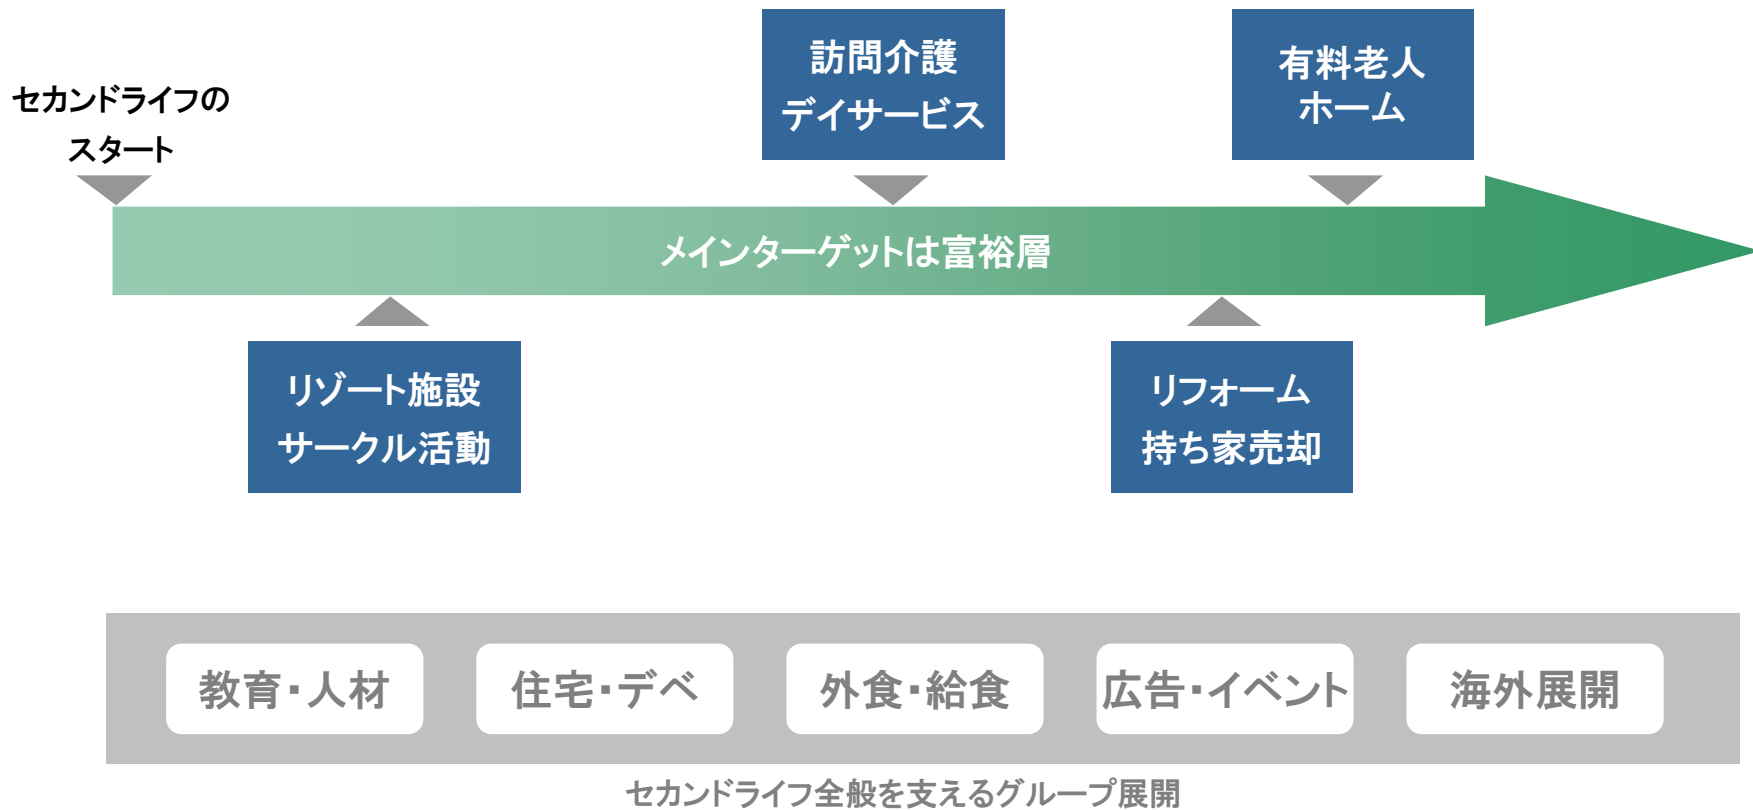 セカンドライフの
スタート
訪問介護
デイサービス
有料老人
ホーム
メインターゲットは富裕層
リゾート施設
サークル活動
リフォーム
持ち家売却
教育・人材
住宅・デベ
外食・給食
広告・イベント
海外展開
セカンドライフ全般を支えるグループ展開